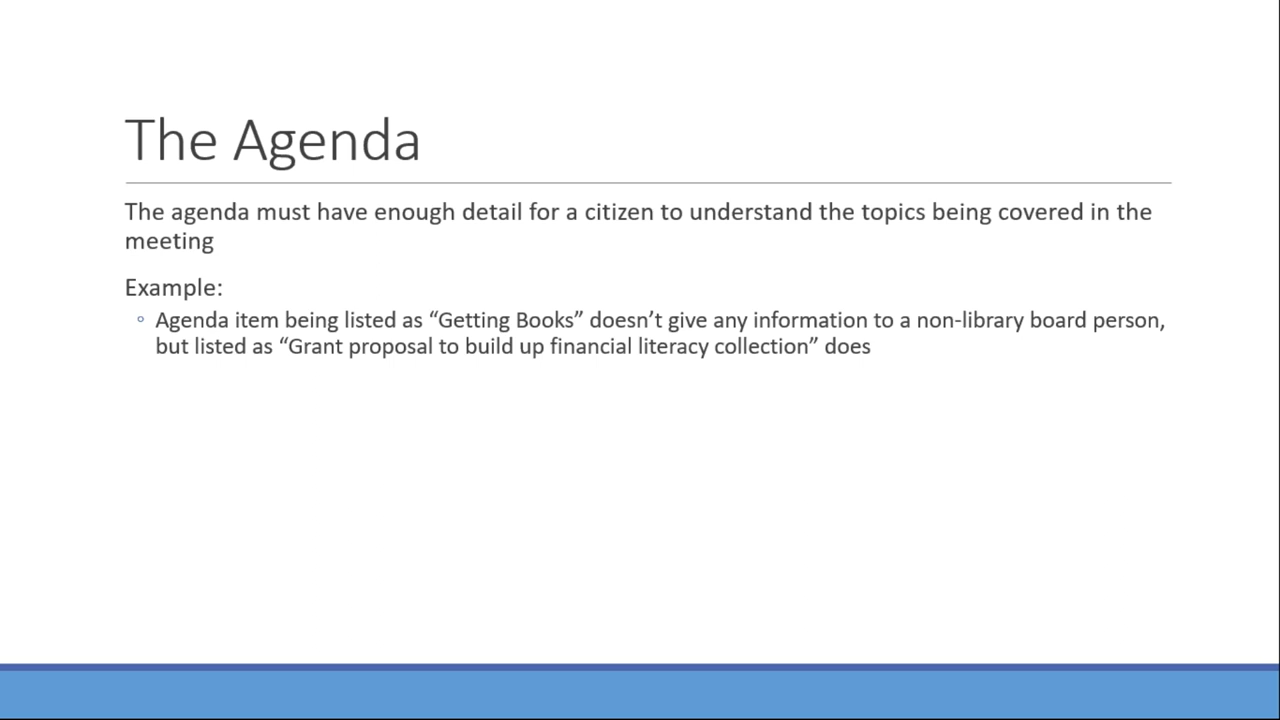 The Agenda
The agenda must have enough detail for a citizen to understand the topics being covered in the
meeting
Example:
◦ Agenda item being listed as “Getting Books” doesn’t give any information to a non-library board person,
but listed as “Grant proposal to build up financial literacy collection” does